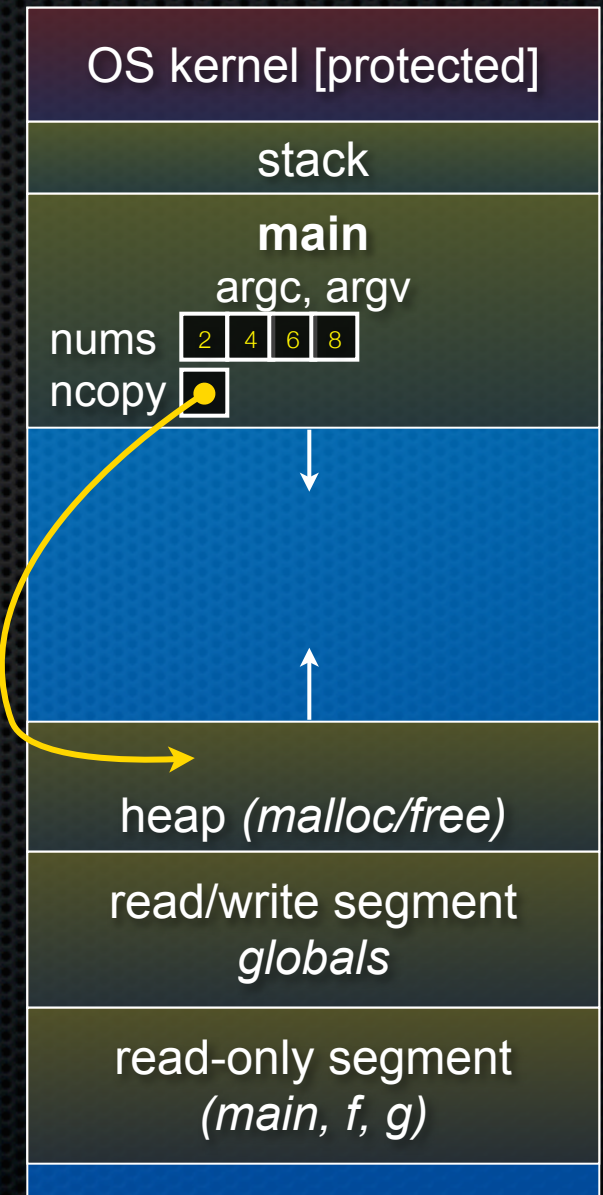 OS kernel [protected]
stack
main
argc, argv
nums 2 4 6 8
ncopy
heap (malloc/free)
read/write segment
globals
read-only segment
(main, f, g)